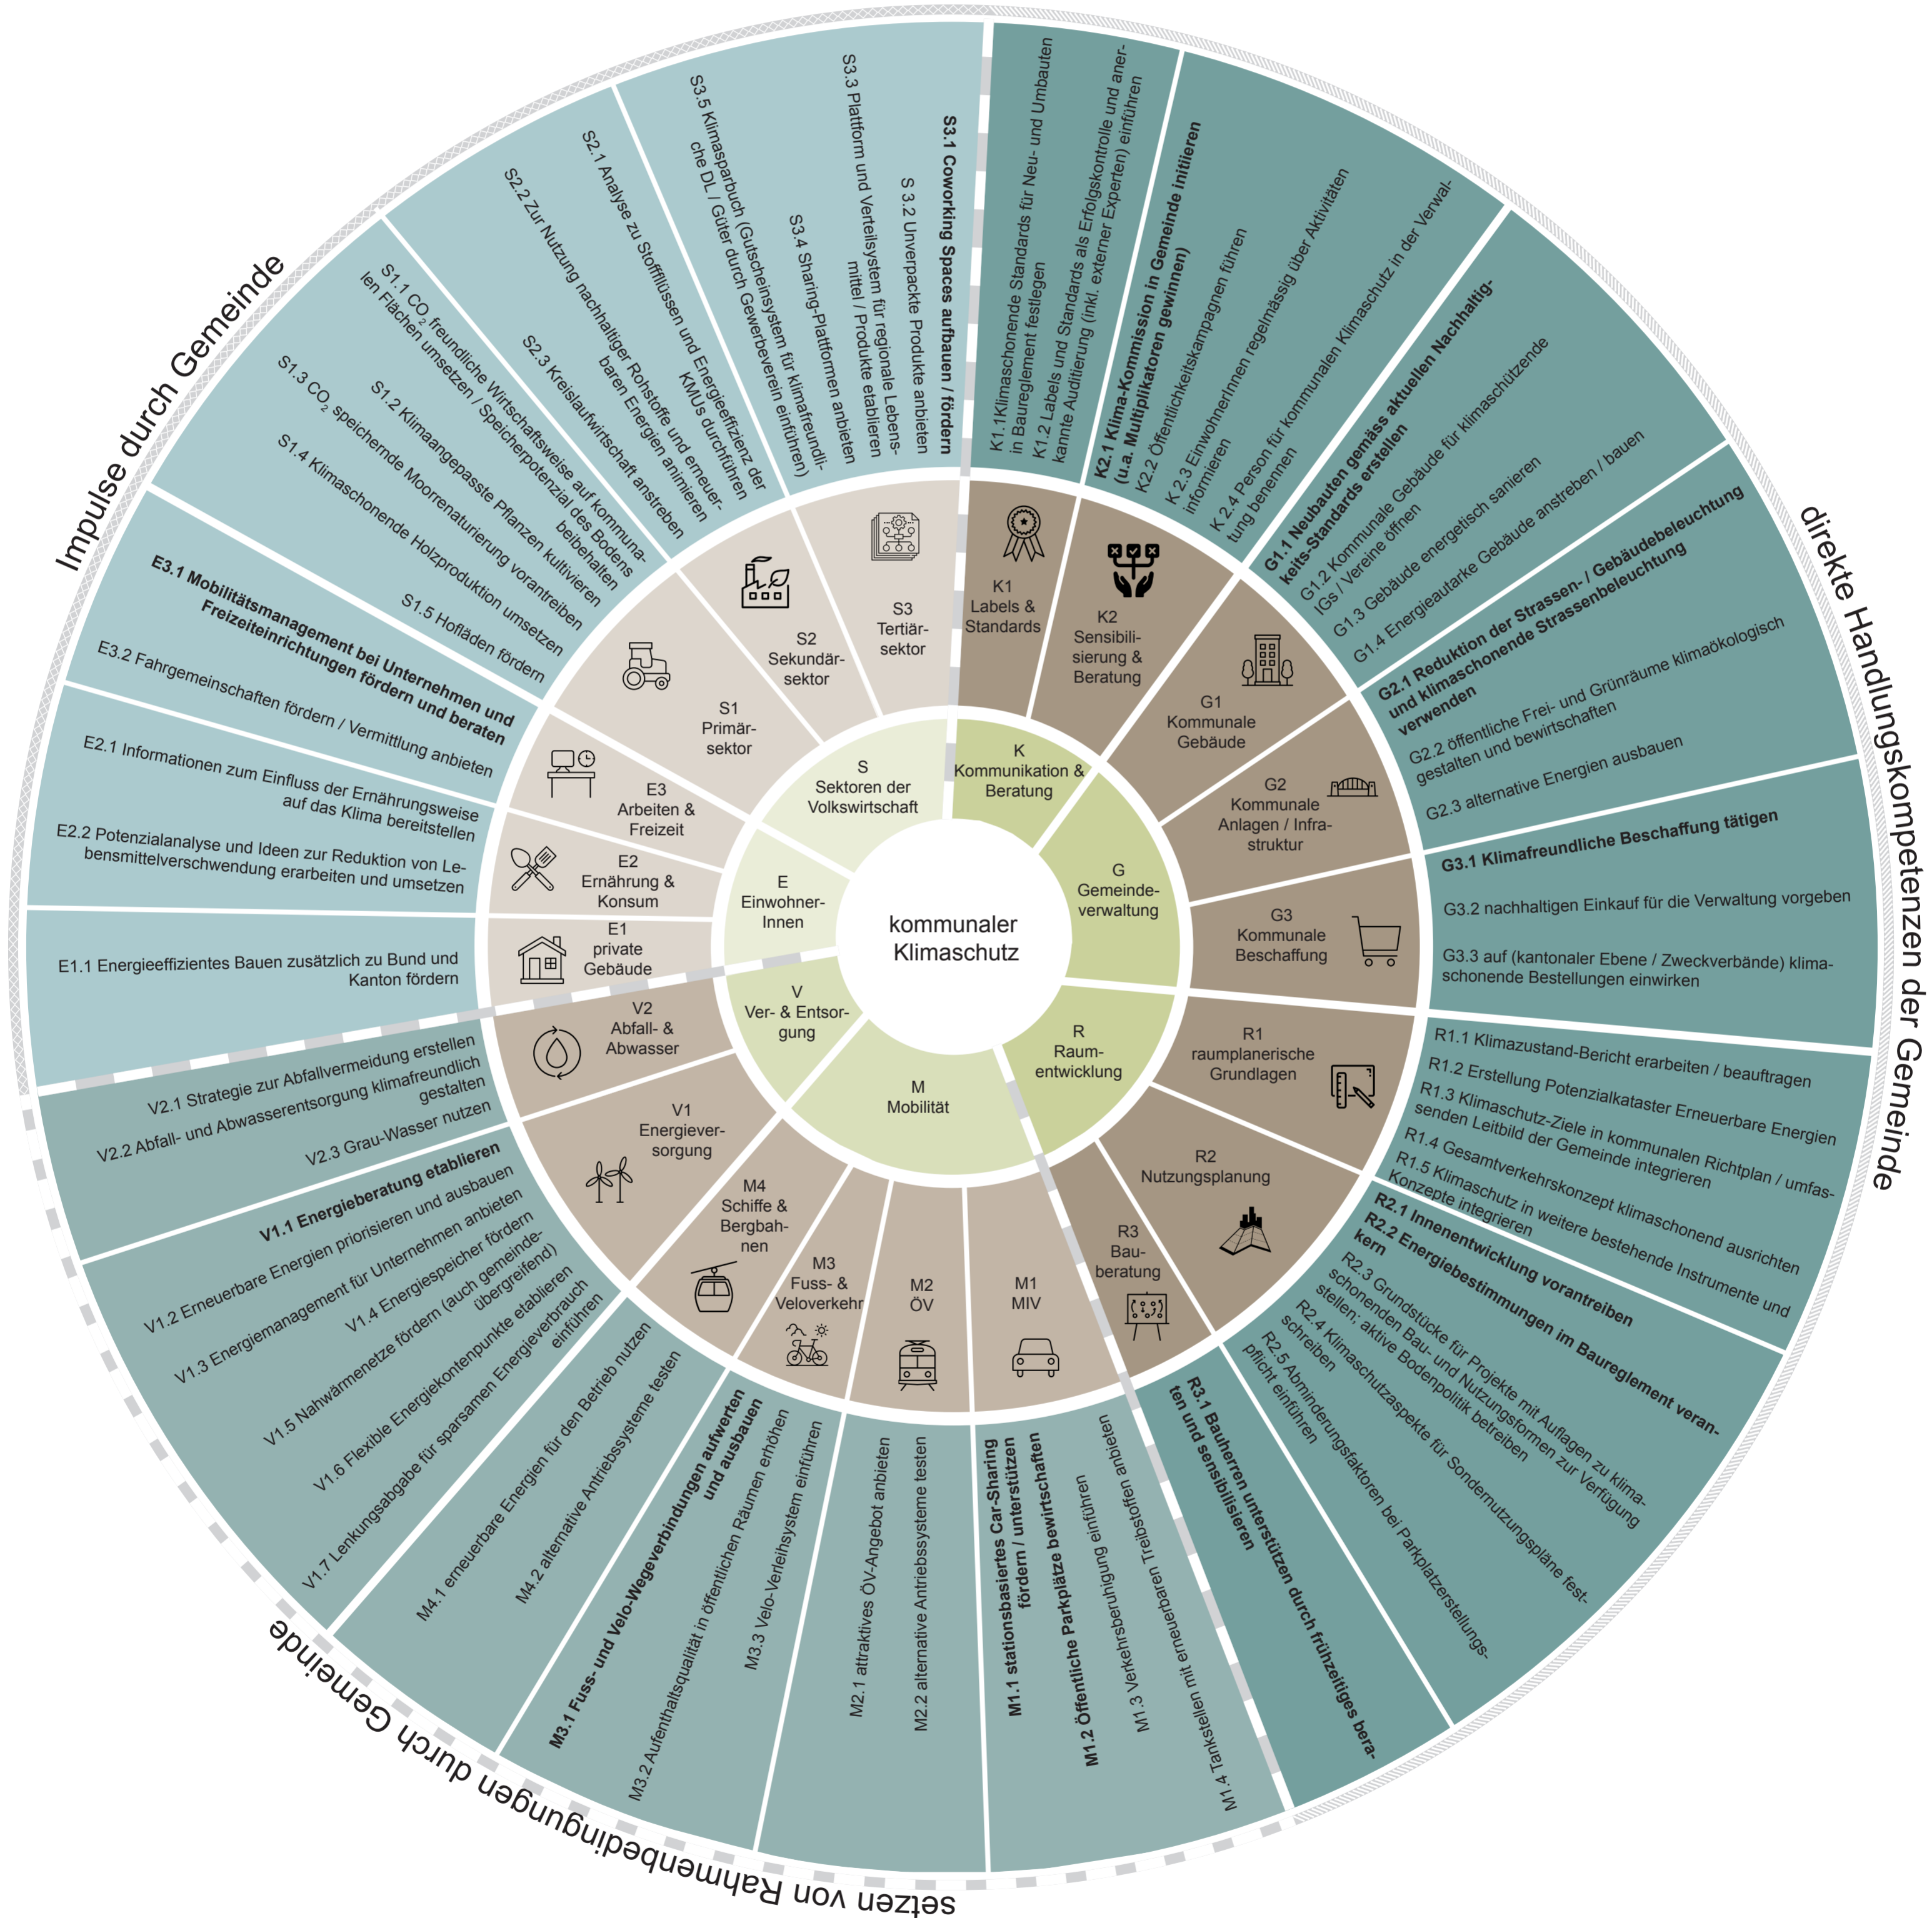 kommunaler
Klimaschutz
direkte Handlungskompetenzen der Gemeinde
K
Kommunikation &
Beratung
K1
Labels &
Standards
K1.1Klimaschonende Standards für Neu- und Umbauten
in Baureglement festlegen
K1.2 Labels und Standards als Erfolgskontrolle und aner-
kannte Auditierung (inkl. externer Experten) einführen
K2
Sensibili-
sierung &
Beratung
K2.1 Klima-Kommission in Gemeinde initiieren
(u.a. Multiplikatoren gewinnen)
K2.2 Öffentlichkeitskampagnen führen
K 2.3 EinwohnerInnen regelmässig über Aktivitäten
informieren
K 2.4 Person für kommunalen Klimaschutz in der Verwal-
tung benennen
G
Gemeinde-
verwaltung
G1
Kommunale
Gebäude
G1.1 Neubauten gemäss aktuellen Nachhaltig-
keits-Standards erstellen
G1.2 Kommunale Gebäude für klimaschützende
IGs / Vereine öffnen
G1.3 Gebäude energetisch sanieren
G1.4 Energieautarke Gebäude anstreben / bauen
G2
Kommunale
Anlagen / Infra-
struktur
G2.1 Reduktion der Strassen- / Gebäudebeleuchtung
und klimaschonende Strassenbeleuchtung
verwenden
G2.2 öffentliche Frei- und Grünräume klimaökologisch
gestalten und bewirtschaften
G2.3 alternative Energien ausbauen
G3
Kommunale
Beschaffung
G3.1 Klimafreundliche Beschaffung tätigen
G3.2 nachhaltigen Einkauf für die Verwaltung vorgeben
G3.3 auf (kantonaler Ebene / Zweckverbände) klima-
schonende Bestellungen einwirken
R
Raum-
entwicklung
R1
raumplanerische
Grundlagen
R1.1 Klimazustand-Bericht erarbeiten / beauftragen
R1.2 Erstellung Potenzialkataster Erneuerbare Energien
R1.3 Klimaschutz-Ziele in kommunalen Richtplan / umfas-
senden Leitbild der Gemeinde integrieren
R1.4 Gesamtverkehrskonzept klimaschonend ausrichten
R1.5 Klimaschutz in weitere bestehende Instrumente und
Konzepte integrieren
R2
Nutzungsplanung
R2.1 Innenentwicklung vorantreiben
R2.2 Energiebestimmungen im Baureglement veran-
kern
R2.3 Grundstücke für Projekte mit Auflagen zu klima-
schonenden Bau- und Nutzungsformen zur Verfügung
stellen; aktive Bodenpolitik betreiben
R2.4 Klimaschutzaspekte für Sondernutzungspläne fest-
schreiben
R2.5 Abminderungsfaktoren bei Parkplatzerstellungs-
pflicht einführen
R3
Bau-
beratung
R3.1 Bauherren unterstützen durch frühzeitiges bera-
ten und sensibilisieren
setzen von Rahmenbedingungen durch Gemeinde
M
Mobilität
M1
MIV
M1.1 stationsbasiertes Car-Sharing
fördern / unterstützen
M1.2 Öffentliche Parkplätze bewirtschaften
M1.3 Verkehrsberuhigung einführen
M1.4 Tankstellen mit erneuerbaren Treibstoffen anbieten
M2
ÖV
M2.1 attraktives ÖV-Angebot anbieten
M2.2 alternative Antriebssysteme testen
M3
Fuss- &
Veloverkehr
M3.1 Fuss- und Velo-Wegeverbindungen aufwerten
und ausbauen
M3.2 Aufenthaltsqualität in öffentlichen Räumen erhöhen
M3.3 Velo-Verleihsystem einführen
M4
Schiffe &
Bergbah-
nen
M4.1 erneuerbare Energien für den Betrieb nutzen
M4.2 alternative Antriebssysteme testen
V
Ver- & Entsor-
gung
V1
Energiever-
sorgung
V1.1 Energieberatung etablieren
V1.2 Erneuerbare Energien priorisieren und ausbauen
V1.3 Energiemanagement für Unternehmen anbieten
V1.4 Energiespeicher fördern
V1.5 Nahwärmenetze fördern (auch gemeinde-
übergreifend)
V1.6 Flexible Energiekontenpunkte etablieren
V1.7 Lenkungsabgabe für sparsamen Energieverbrauch
einführen
V2
Abfall- &
Abwasser
V2.1 Strategie zur Abfallvermeidung erstellen
V2.2 Abfall- und Abwasserentsorgung klimafreundlich
gestalten
V2.3 Grau-Wasser nutzen
Impulse durch Gemeinde
E
Einwohner-
Innen
E1
private
Gebäude
E1.1 Energieeffizientes Bauen zusätzlich zu Bund und
Kanton fördern
E2
Ernährung &
Konsum
E2.1 Informationen zum Einfluss der Ernährungsweise
auf das Klima bereitstellen
E2.2 Potenzialanalyse und Ideen zur Reduktion von Le-
bensmittelverschwendung erarbeiten und umsetzen
E3
Arbeiten &
Freizeit
E3.1 Mobilitätsmanagement bei Unternehmen und
Freizeiteinrichtungen fördern und beraten
E3.2 Fahrgemeinschaften fördern / Vermittlung anbieten
S
Sektoren der
Volkswirtschaft
S1
Primär-
sektor
S1.1 CO₂ freundliche Wirtschaftsweise auf kommuna-
len Flächen umsetzen / Speicherpotenzial des Bodens
beibehalten
S1.2 Klimaangepasste Pflanzen kultivieren
S1.3 CO₂ speichernde Moorrenaturierung vorantreiben
S1.4 Klimaschonende Holzproduktion umsetzen
S1.5 Hofläden fördern
S2
Sekundär-
sektor
S2.1 Analyse zu Stoffflüssen und Energieeffizienz der
KMUs durchführen
S2.2 Zur Nutzung nachhaltiger Rohstoffe und erneuer-
baren Energien animieren
S2.3 Kreislaufwirtschaft anstreben
S3
Tertiär-
sektor
S3.1 Coworking Spaces aufbauen / fördern
S 3.2 Unverpackte Produkte anbieten
S3.3 Plattform und Verteilsystem für regionale Lebens-
mittel / Produkte etablieren
S3.4 Sharing-Plattformen anbieten
S3.5 Klimasparbuch (Gutscheinsystem für klimafreundli-
che DL / Güter durch Gewerbeverein einführen)